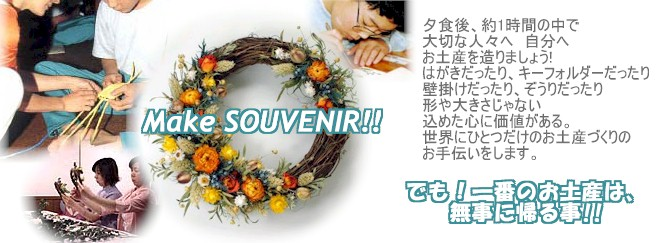 Make SOUVENIR!!
夕食後、約1時間の中で
大切な人々へ 自分へ
お土産を造りましょう!
はがきだったり、キーフォルダーだったり
壁掛けだったり、ぞうりだったり
形や大きさじゃない
込めた心に価値がある。
世界にひとつだけのお土産づくりの
お手伝いをします。
でも！一番のお土産は、
無事に帰る事!!